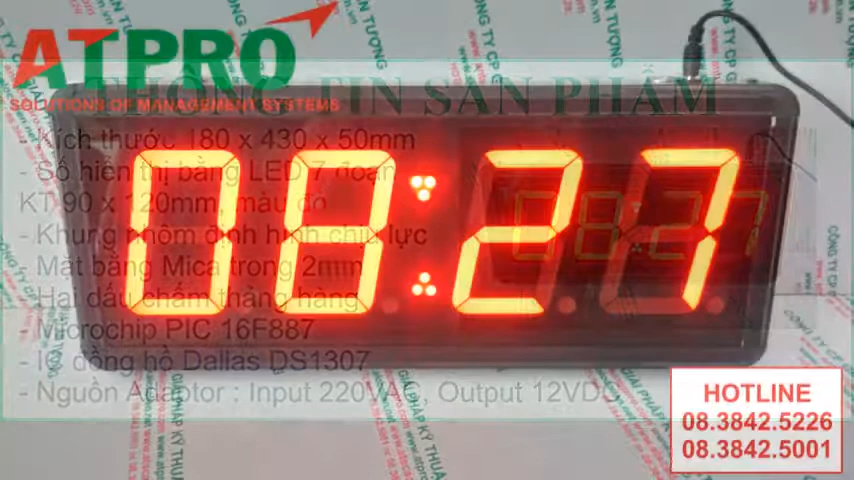 ATPRO
SOLUTIONS OF MANAGEMENT SYSTEMS
THÔNG TIN SẢN PHẨM
- Kích thước 180 x 430 x 50mm
- Số hiển thị bằng LED 7 đoạn
KT 90 x 120mm, màu đỏ
- Khung nhôm định hình chịu lực
- Mặt bằng Mica trong 2mm
- Hai dấu chấm thẳng hàng
- Microchip PIC 16F887
- IC đồng hồ Dallas DS1307
- Nguồn Adaptor : Input 220VAC, Output 12VDC
08:27
08:27
HOTLINE
08.3842.5226
08.3842.5001